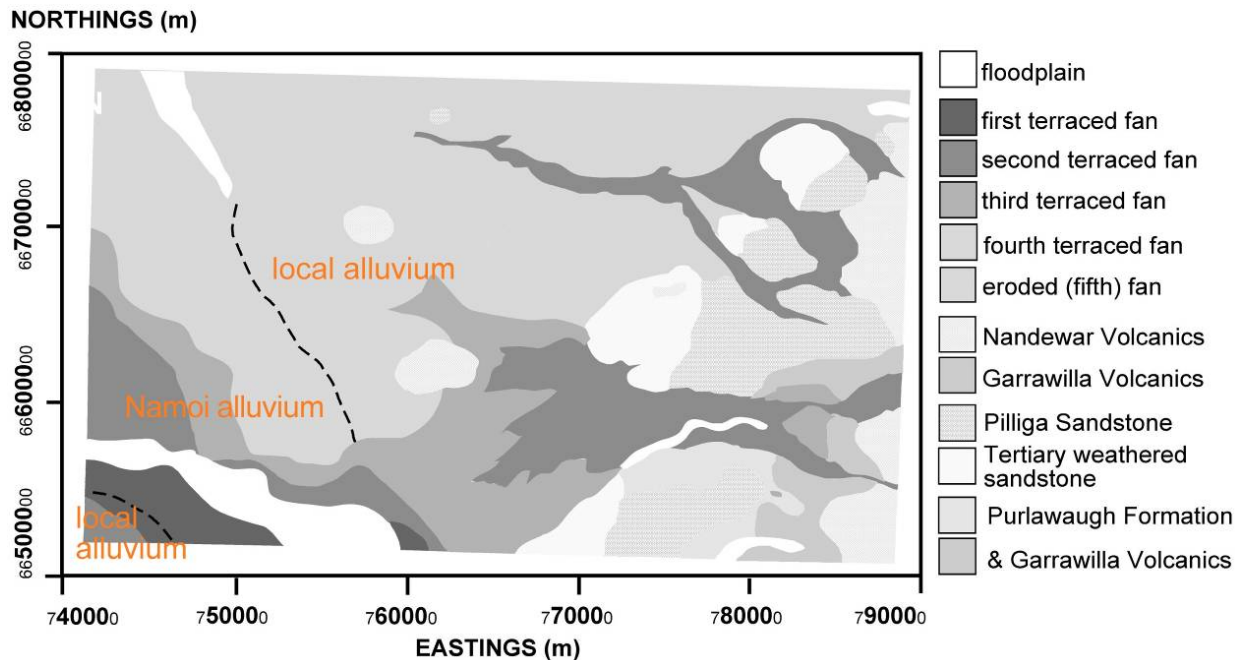 NORTHINGS (m)
6680000
6670000
6660000
6650000
N
local alluvium
Namoi alluvium
local
alluvium
740000
750000
760000
770000
780000
790000
EASTINGS (m)
floodplain
first terraced fan
second terraced fan
third terraced fan
fourth terraced fan
eroded (fifth) fan
Nandewar Volcanics
Garrawilla Volcanics
Pilliga Sandstone
Tertiary weathered
sandstone
Purlawaugh Formation
& Garrawilla Volcanics